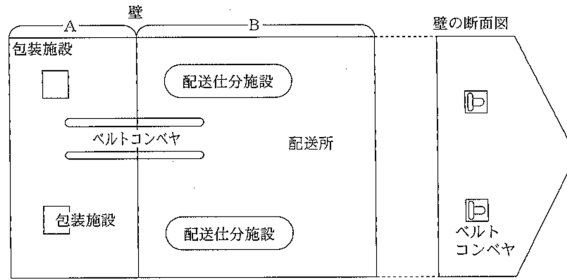 壁
A
B
壁の断面図
包装施設
配送仕分施設
ベルトコンベヤ
配送所
包装施設
配送仕分施設
ベルト
コンベヤ